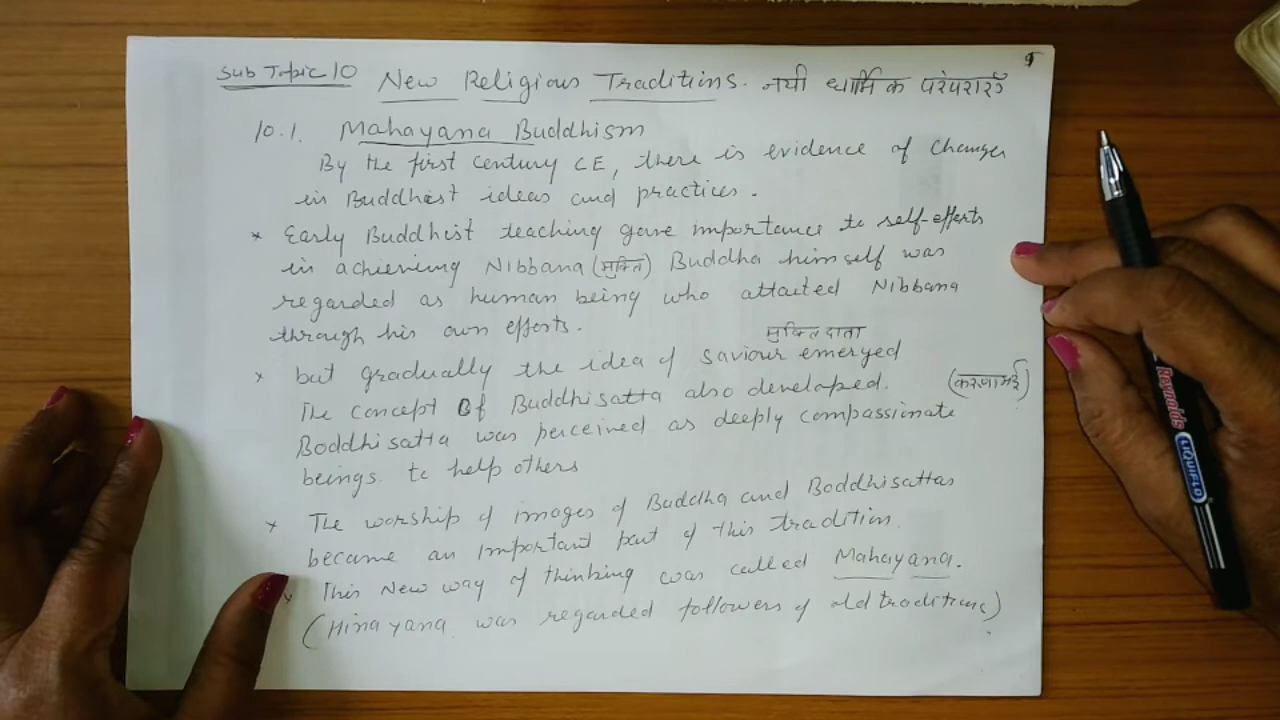 Sub Topic 10 New Religious Traditions. नयी धार्मिक परंपराएँ
10.1. Mahayana Buddhism
By the first century CE, there is evidence of changes
in Buddhist ideas and practices.
* Early Buddhist teaching gave importance to self-efforts
in achieving Nibbana (मुक्ति) Buddha himself was
regarded as human being who attaited Nibbana
through his own efforts.
मुक्तिदाता
* but gradually the idea of saviour emerged
The concept of Buddhisatta also developed. (करुणामई)
Boddhisatta was perceived as deeply compassinate
beings. to help others
* The worship of images of Buddha and Boddhisattas
became an important part of this tradition.
* This New way of thinking was called Mahayana.
(Hinayana was regarded followers of old traditions)
Reynolds
LIQUIFLO